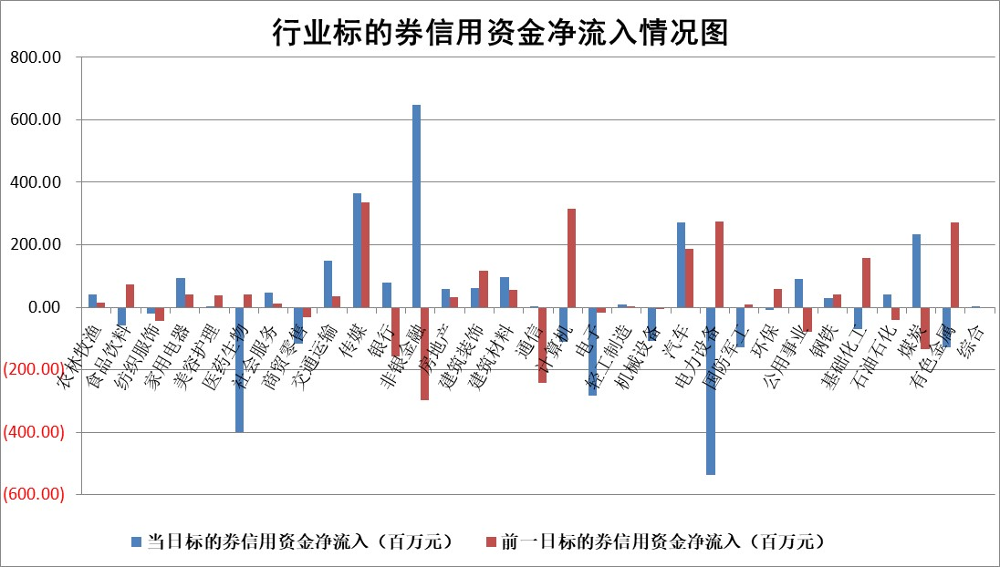 行业标的券信用资金净流入情况图
800.00
600.00
400.00
200.00
0.00
(200.00)
(400.00)
(600.00)
农林牧渔
食品饮料
纺织服饰
家用电器
美容护理
医药生物
社会服务
商贸零售
交通运输
传媒
银行
非银金融
房地产
建筑装饰
建筑材料
通信
计算机
电子
轻工制造
机械设备
汽车
电力设备
国防军工
环保
公用事业
钢铁
基础化工
石油石化
煤炭
有色金属
综合
当日标的券信用资金净流入（百万元）
前一日标的券信用资金净流入（百万元）